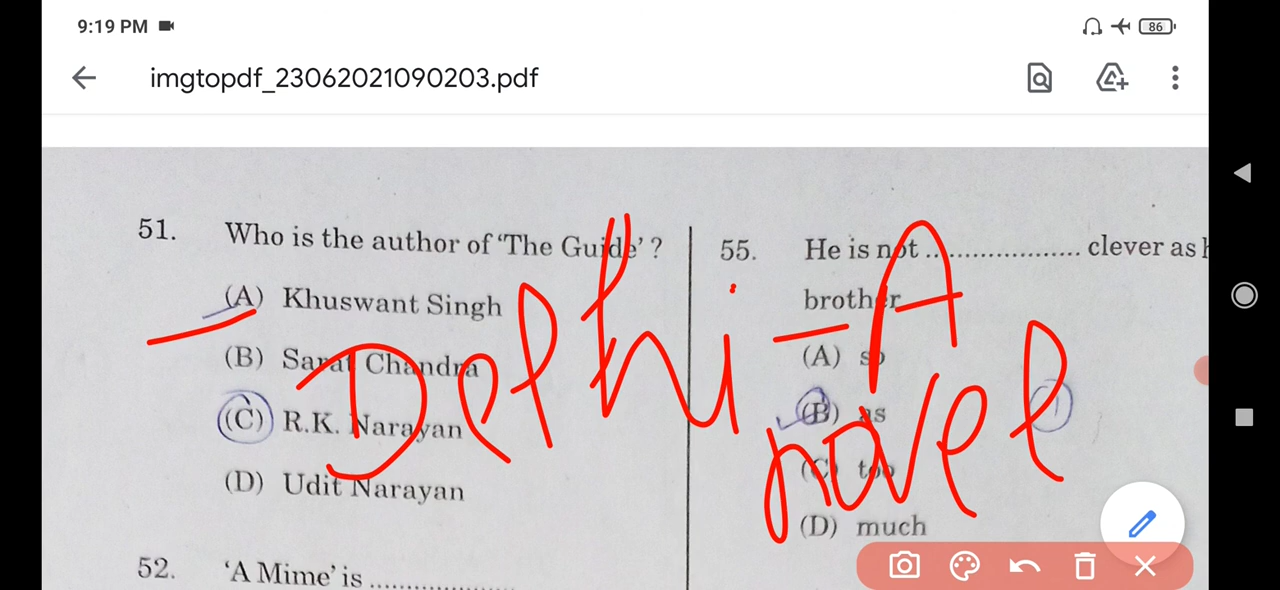 9:19 PM
86
imgtopdf_23062021090203.pdf
51. Who is the author of 'The Guide' ?
(A) Khuswant Singh
(B) Sarat Chandra
(C) R.K. Narayan
(D) Udit Narayan
52. 'A Mime' is ....................
55. He is not .................... clever as h
brother
(A) so
(B) as
(C) too
(D) much
Delhi - A
novel
1